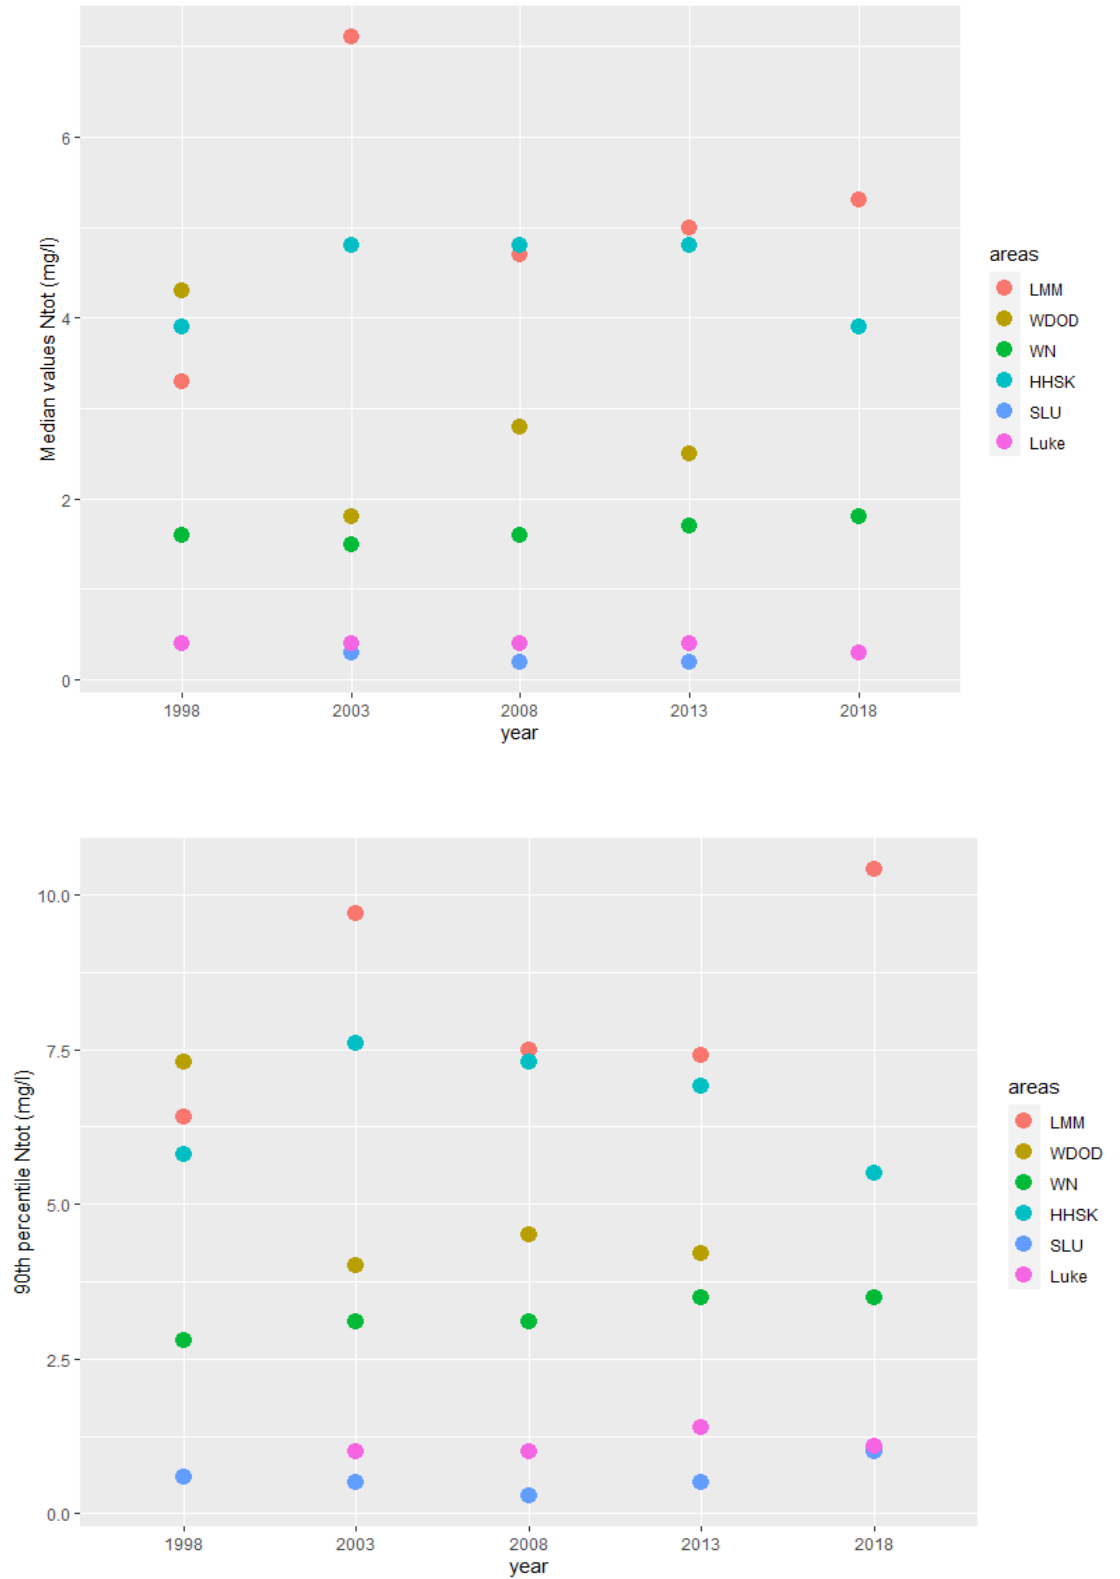 Median values Ntot (mg/l)
6
4
2
0
1998
2003
2008
2013
2018
year
areas
LMM
WDOD
WN
HHSK
SLU
Luke
90th percentile Ntot (mg/l)
10.0
7.5
5.0
2.5
0.0
1998
2003
2008
2013
2018
year
areas
LMM
WDOD
WN
HHSK
SLU
Luke